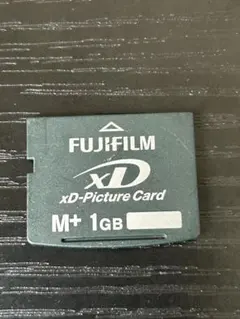 FUJIFILM
xD
xD-Picture Card
M+ 1GB